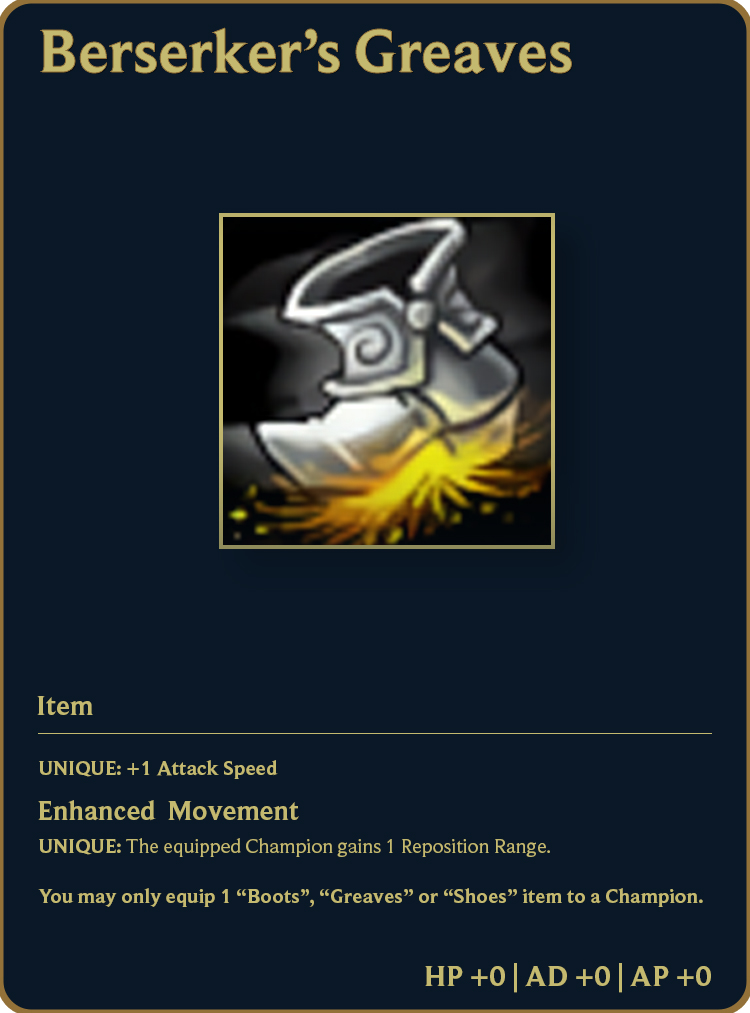 Berserker’s Greaves
Item
UNIQUE: +1 Attack Speed
Enhanced Movement
UNIQUE: The equipped Champion gains 1 Reposition Range.
You may only equip 1 “Boots”, “Greaves” or “Shoes” item to a Champion.
HP +0 | AD +0 | AP +0